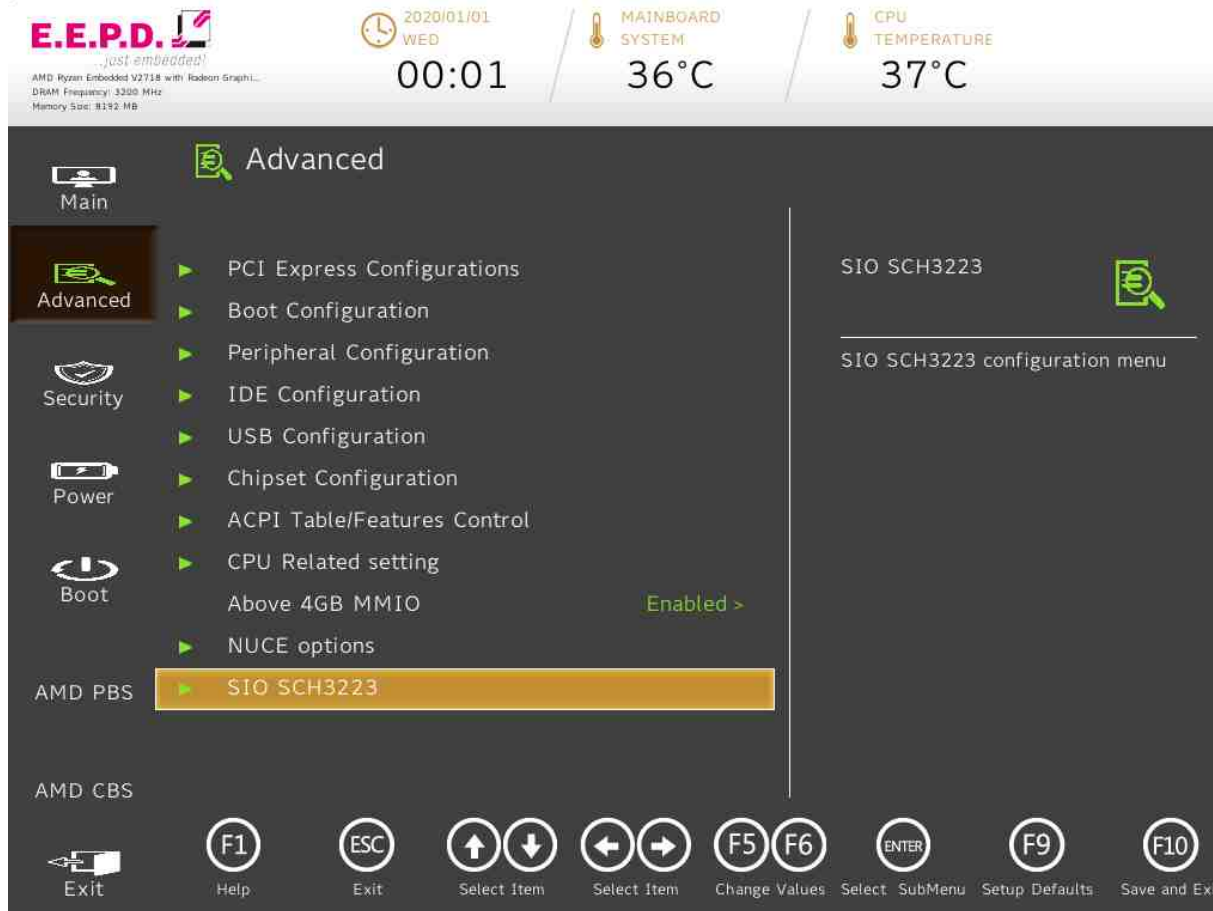 E.E.P.D.
...just embedded!
AMD Ryzen Embedded V2718 with Radeon Graphi...
DRAM Frequency: 3200 MHz
Memory Size: 8192 MB
2020/01/01
WED
00:01
MAINBOARD
SYSTEM
36°C
CPU
TEMPERATURE
37°C
Main
Advanced
Security
Power
Boot
AMD PBS
AMD CBS
Exit
Advanced
PCI Express Configurations
Boot Configuration
Peripheral Configuration
IDE Configuration
USB Configuration
Chipset Configuration
ACPI Table/Features Control
CPU Related setting
Above 4GB MMIO Enabled >
NUCE options
SIO SCH3223
SIO SCH3223
SIO SCH3223 configuration menu
F1 Help
ESC Exit
Select Item
Select Item
F5 F6 Change Values
ENTER Select SubMenu
F9 Setup Defaults
F10 Save and Ex